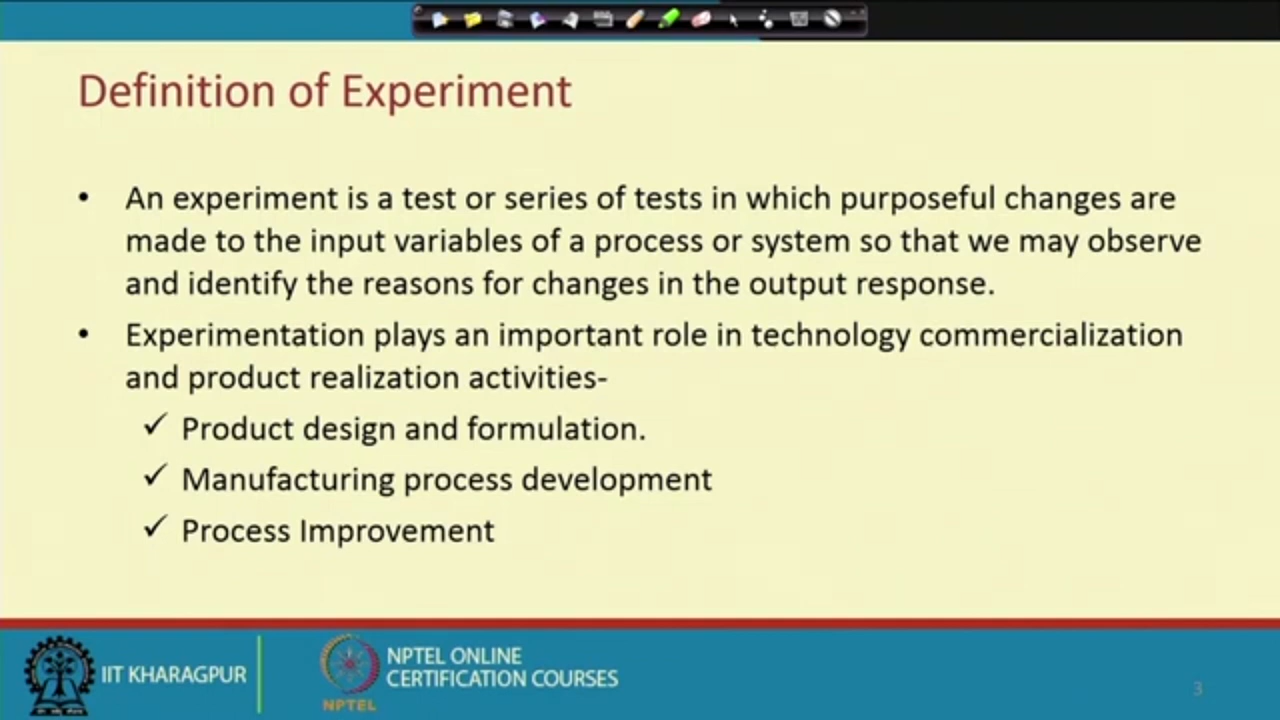 Definition of Experiment
• An experiment is a test or series of tests in which purposeful changes are
made to the input variables of a process or system so that we may observe
and identify the reasons for changes in the output response.
• Experimentation plays an important role in technology commercialization
and product realization activities-
✓ Product design and formulation.
✓ Manufacturing process development
✓ Process Improvement
IIT KHARAGPUR
NPTEL
NPTEL ONLINE
CERTIFICATION COURSES
3